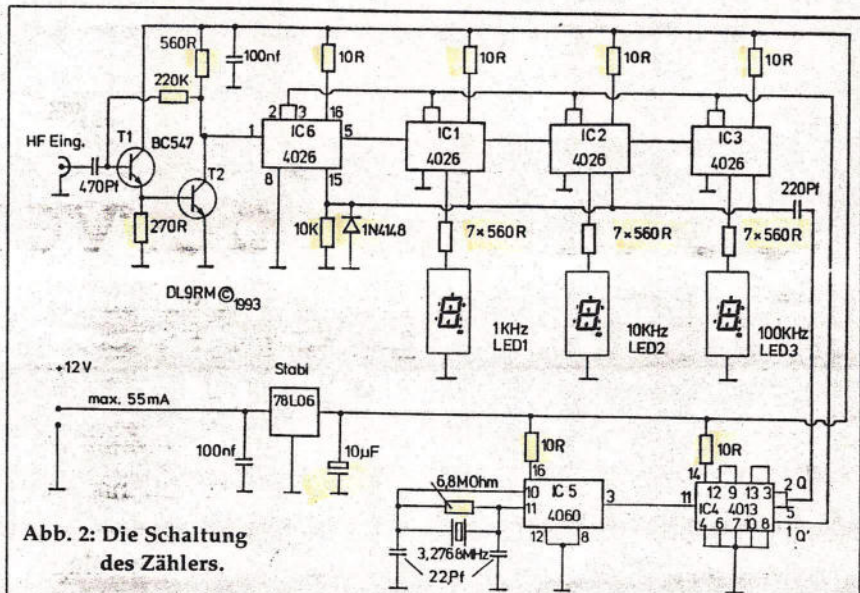 560R
100nf
10R
10R
10R
10R
220K
T1
BC547
HF Eing.
470Pf
T2
270R
1
2
3
16
IC6
4026
5
8
15
IC1
4026
IC2
4026
IC3
4026
220Pf
10K
1N4148
7×560R
7×560R
7×560R
DL9RM © 1993
1KHz
LED1
10KHz
LED2
100KHz
LED3
+12V
max. 55mA
Stabi
78L06
100nf
10µF
10R
10R
6,8MOhm
16
10
11
IC5
4060
3
12
8
3,2768MHz
22Pf
14
11
12 9 13 3
IC4 4013
4 6 7 10 8
2 Q
5
1 Q'
Abb. 2: Die Schaltung
des Zählers.